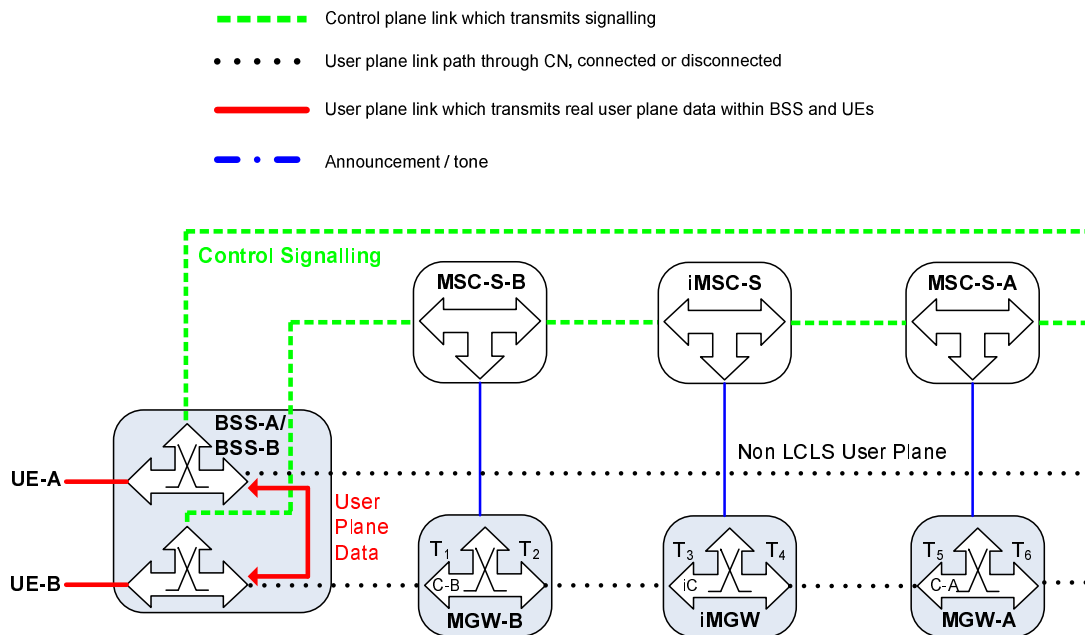 Control plane link which transmits signalling
User plane link path through CN, connected or disconnected
User plane link which transmits real user plane data within BSS and UEs
Announcement / tone
Control Signalling
MSC-S-B
iMSC-S
MSC-S-A
BSS-A/
BSS-B
Non LCLS User Plane
UE-A
User
Plane
Data
T1 T2
T3 T4
T5 T6
UE-B
C-B
iC
C-A
MGW-B
iMGW
MGW-A